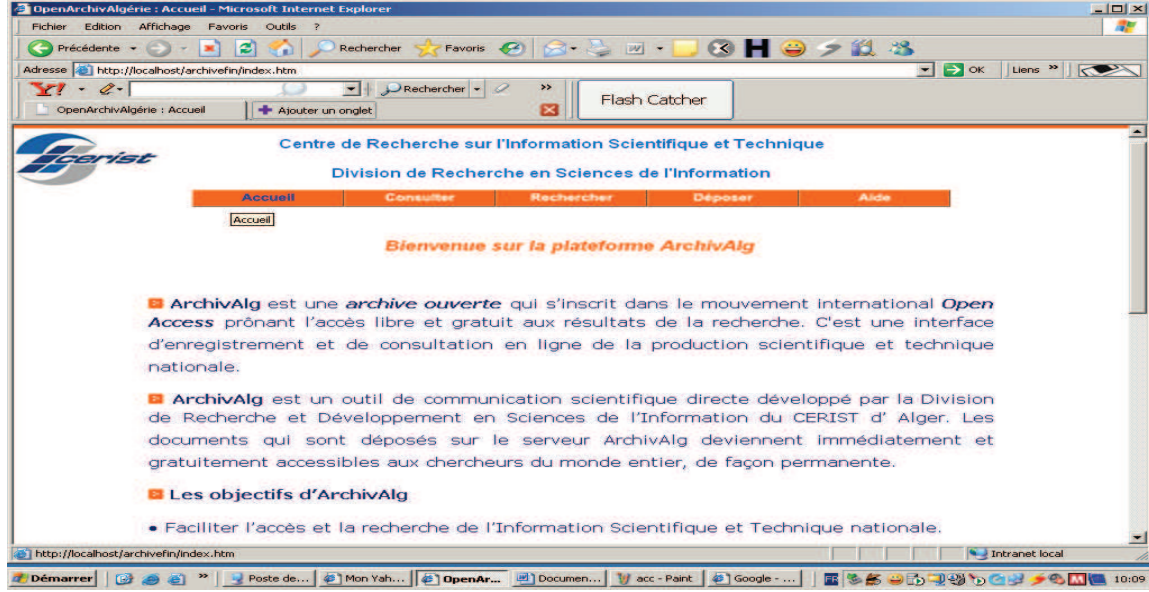 OpenArchivAlgérie : Accueil - Microsoft Internet Explorer
Fichier Edition Affichage Favoris Outils ?
Précédente Rechercher Favoris
Adresse http://localhost/archivefin/index.htm OK Liens »
Y! Rechercher » Flash Catcher
OpenArchivAlgérie : Accueil Ajouter un onglet
cerist
Centre de Recherche sur l'Information Scientifique et Technique
Division de Recherche en Sciences de l'Information
Accueil Consulter Rechercher Déposer Aide
Accueil
Bienvenue sur la plateforme ArchivAlg
ArchivAlg est une archive ouverte qui s'inscrit dans le mouvement international Open
Access prônant l'accès libre et gratuit aux résultats de la recherche. C'est une interface
d'enregistrement et de consultation en ligne de la production scientifique et technique
nationale.
ArchivAlg est un outil de communication scientifique directe développé par la Division
de Recherche et Développement en Sciences de l'Information du CERIST d' Alger. Les
documents qui sont déposés sur le serveur ArchivAlg deviennent immédiatement et
gratuitement accessibles aux chercheurs du monde entier, de façon permanente.
Les objectifs d'ArchivAlg
• Faciliter l'accès et la recherche de l'Information Scientifique et Technique nationale.
http://localhost/archivefin/index.htm Intranet local
Démarrer » Poste de... Mon Yah... OpenAr... Documen... acc - Paint Google - ... FR 10:09